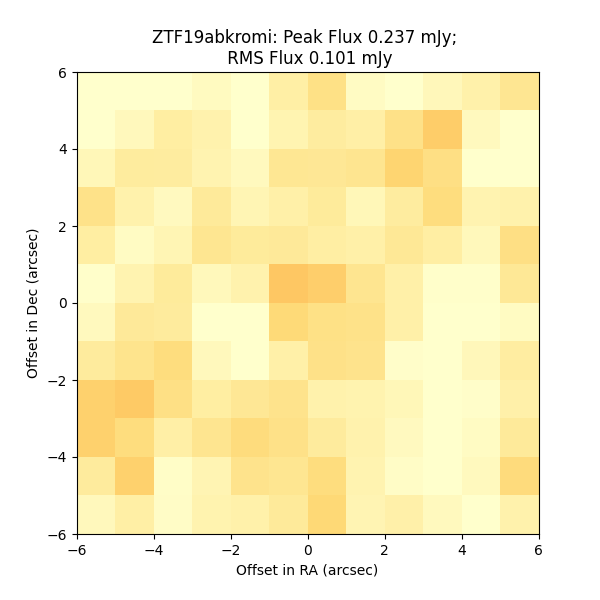 ZTF19abkromi: Peak Flux 0.237 mJy;
RMS Flux 0.101 mJy
6
4
2
0
−2
−4
−6
Offset in Dec (arcsec)
−6 −4 −2 0 2 4 6
Offset in RA (arcsec)